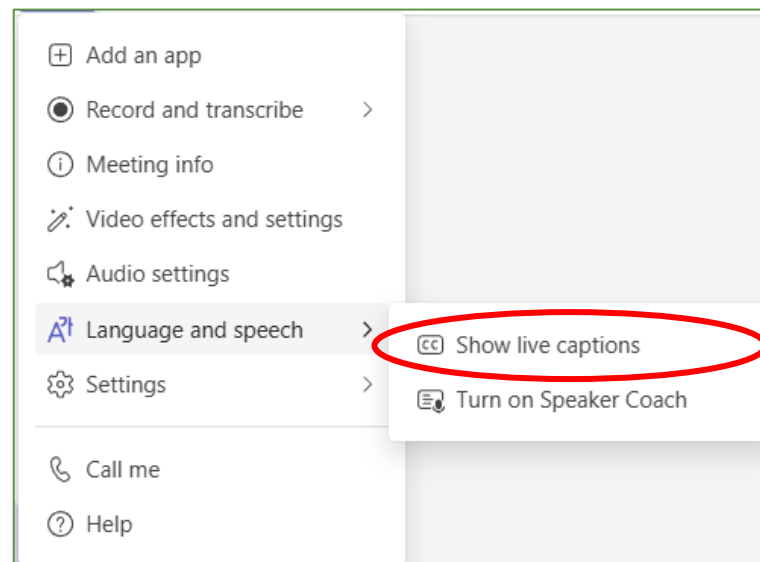 Add an app
Record and transcribe
Meeting info
Video effects and settings
Audio settings
Language and speech
CC Show live captions
Settings
Turn on Speaker Coach
Call me
Help